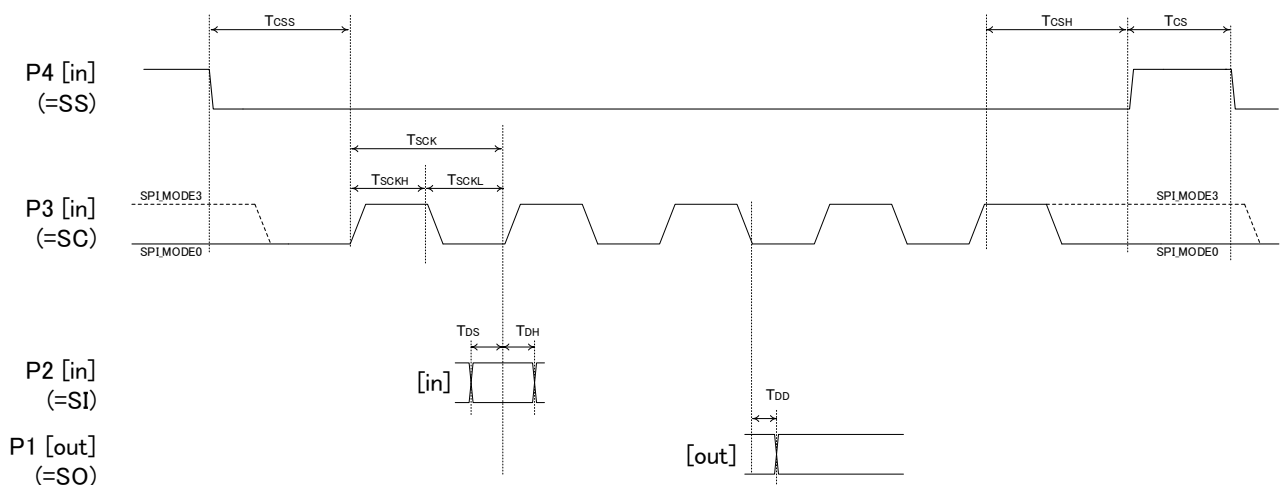 TCSS
TCSH
TCS
P4 [in]
(=SS)
TSCK
TSCKH
TSCKL
SPI_MODE3
SPI_MODE3
P3 [in]
(=SC)
SPI_MODE0
SPI_MODE0
TDS
TDH
P2 [in]
(=SI)
[in]
TDD
P1 [out]
(=SO)
[out]